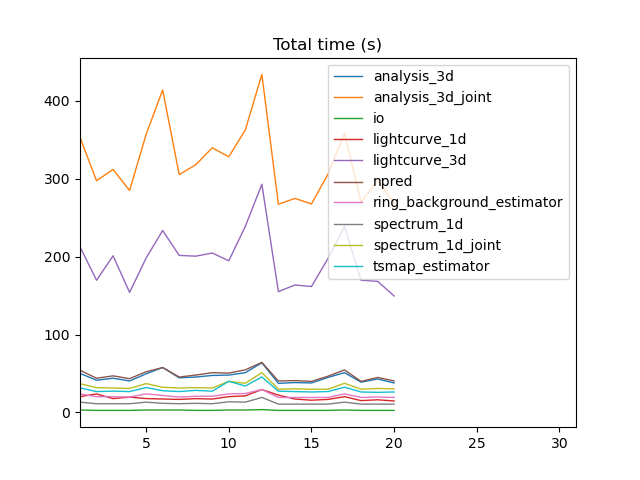 Total time (s)
analysis_3d
analysis_3d_joint
io
lightcurve_1d
lightcurve_3d
npred
ring_background_estimator
spectrum_1d
spectrum_1d_joint
tsmap_estimator
400
300
200
100
0
5 10 15 20 25 30